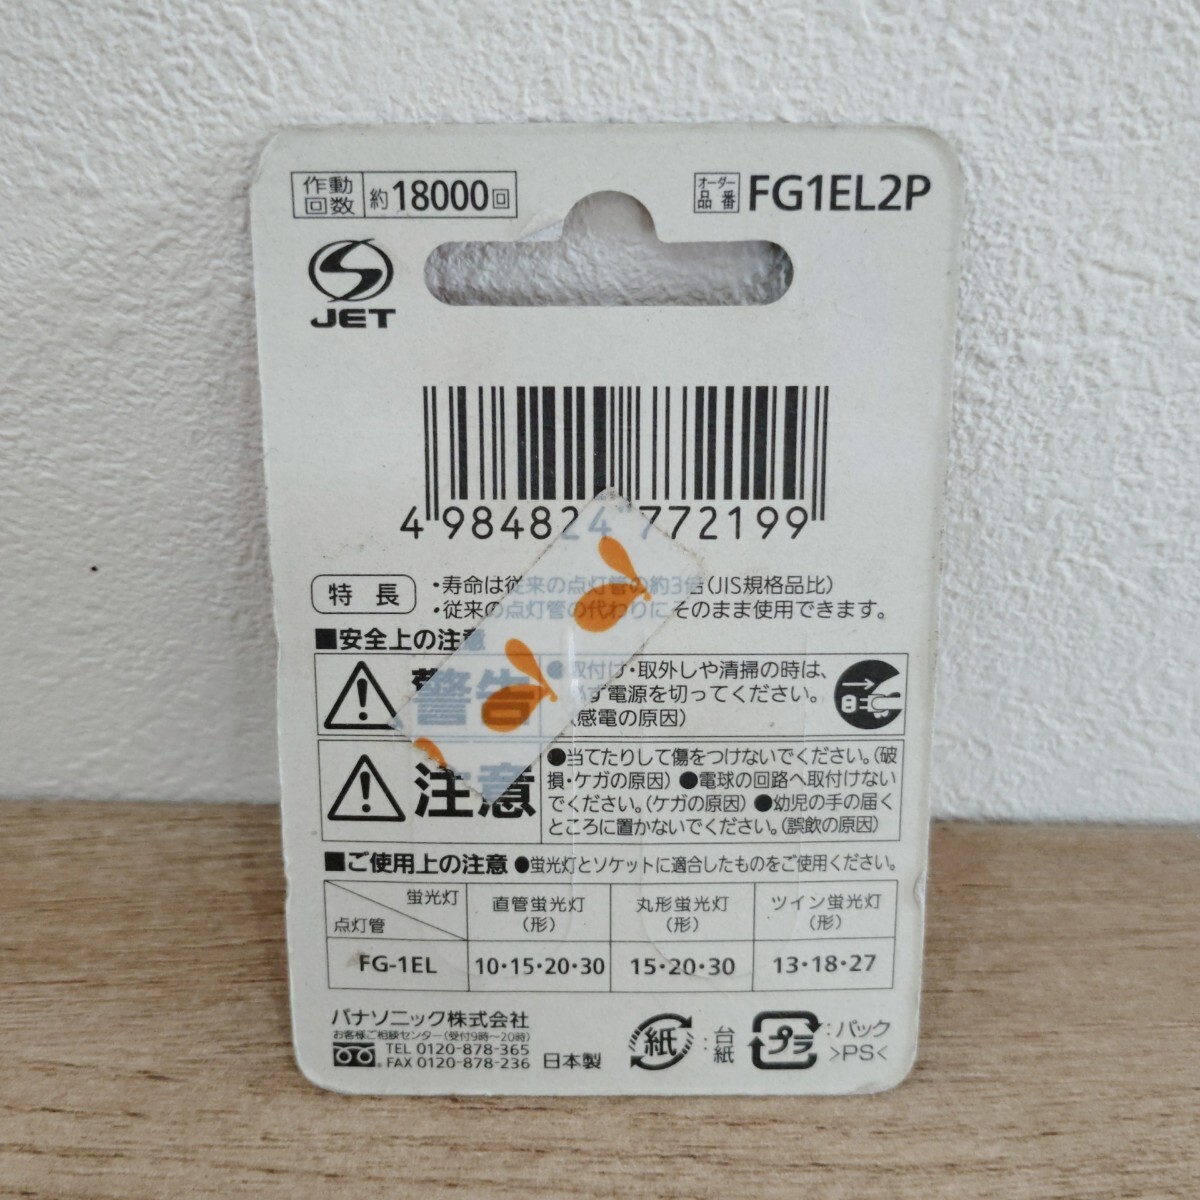 作動回数 約18000回
オーダー品番 FG1EL2P
S
JET
4 984824 772199
特長
・寿命は従来の点灯管の約3倍(JIS規格品比)
・従来の点灯管の代わりにそのまま使用できます。
■安全上の注意
警告
●取付け・取外しや清掃の時は、
必ず電源を切ってください。
(感電の原因)
注意
●当てたりして傷をつけないでください。(破
損・ケガの原因) ●電球の回路へ取付けない
でください。(ケガの原因) ●幼児の手の届く
ところに置かないでください。(誤飲の原因)
■ご使用上の注意 ●蛍光灯とソケットに適合したものをご使用ください。
蛍光灯
点灯管
直管蛍光灯(形)
丸形蛍光灯(形)
ツイン蛍光灯(形)
FG-1EL 10・15・20・30 15・20・30 13・18・27
パナソニック株式会社
お客様ご相談センター(受付9時〜20時)
TEL 0120-878-365
FAX 0120-878-236
日本製
紙 :台紙
プラ :パック
>PS<